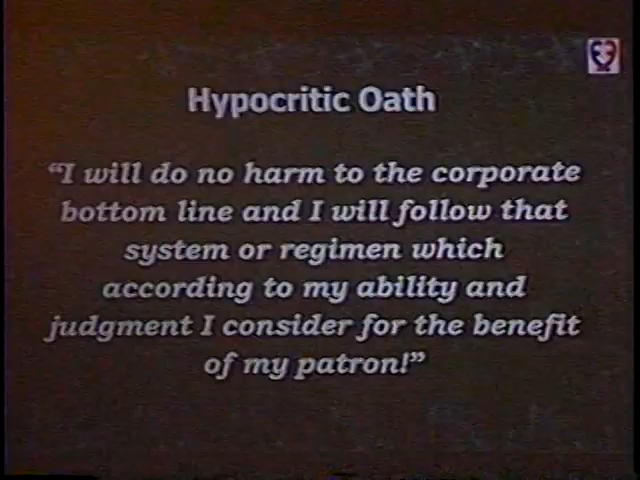 Hypocritic Oath
“I will do no harm to the corporate
bottom line and I will follow that
system or regimen which
according to my ability and
judgment I consider for the benefit
of my patron!”